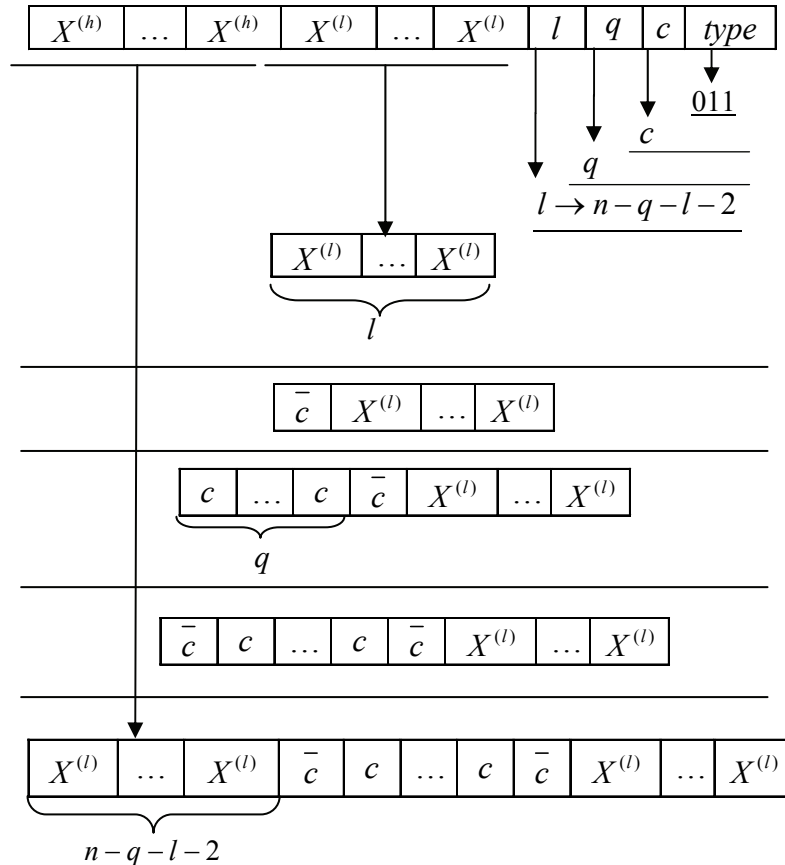 X^(h) … X^(h) X^(l) … X^(l) l q c type
011
c
q
l → n − q − l − 2
X^(l) … X^(l)
l
c̄ X^(l) … X^(l)
c … c c̄ X^(l) … X^(l)
q
c̄ c … c c̄ X^(l) … X^(l)
X^(l) … X^(l) c̄ c … c c̄ X^(l) … X^(l)
n − q − l − 2